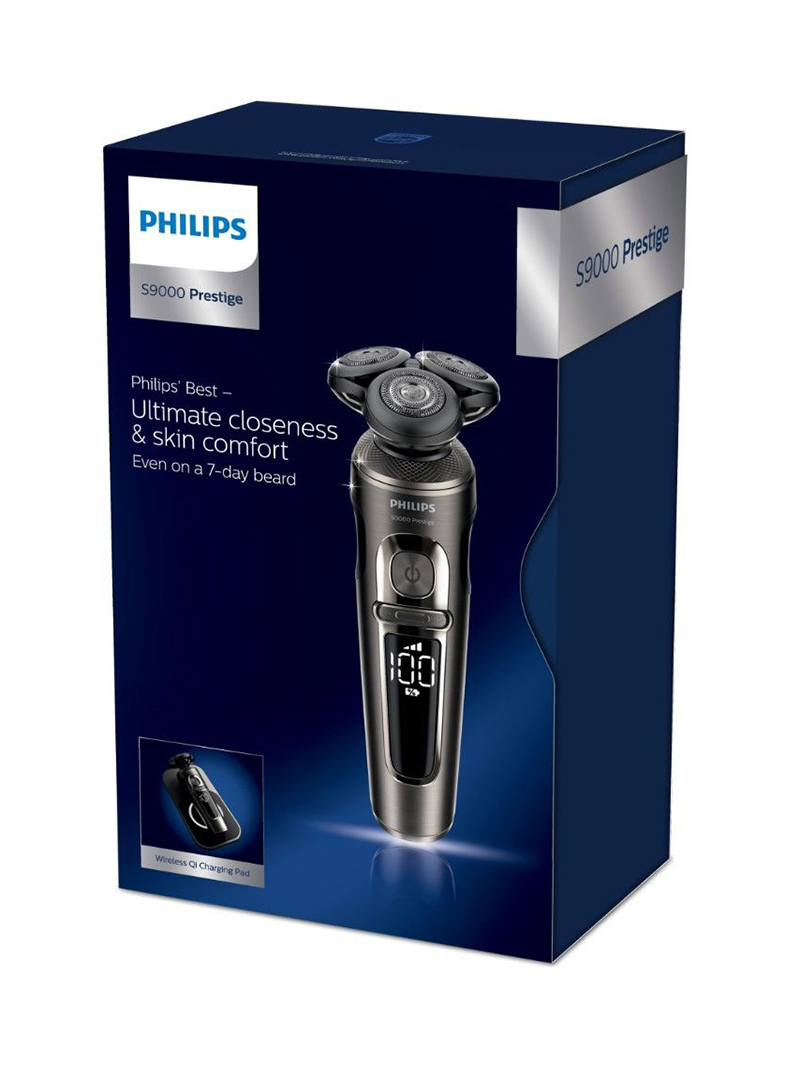 PHILIPS
S9000 Prestige
S9000 Prestige
Philips' Best –
Ultimate closeness
& skin comfort
Even on a 7-day beard
PHILIPS
S9000 Prestige
100
%
Wireless Qi Charging Pad